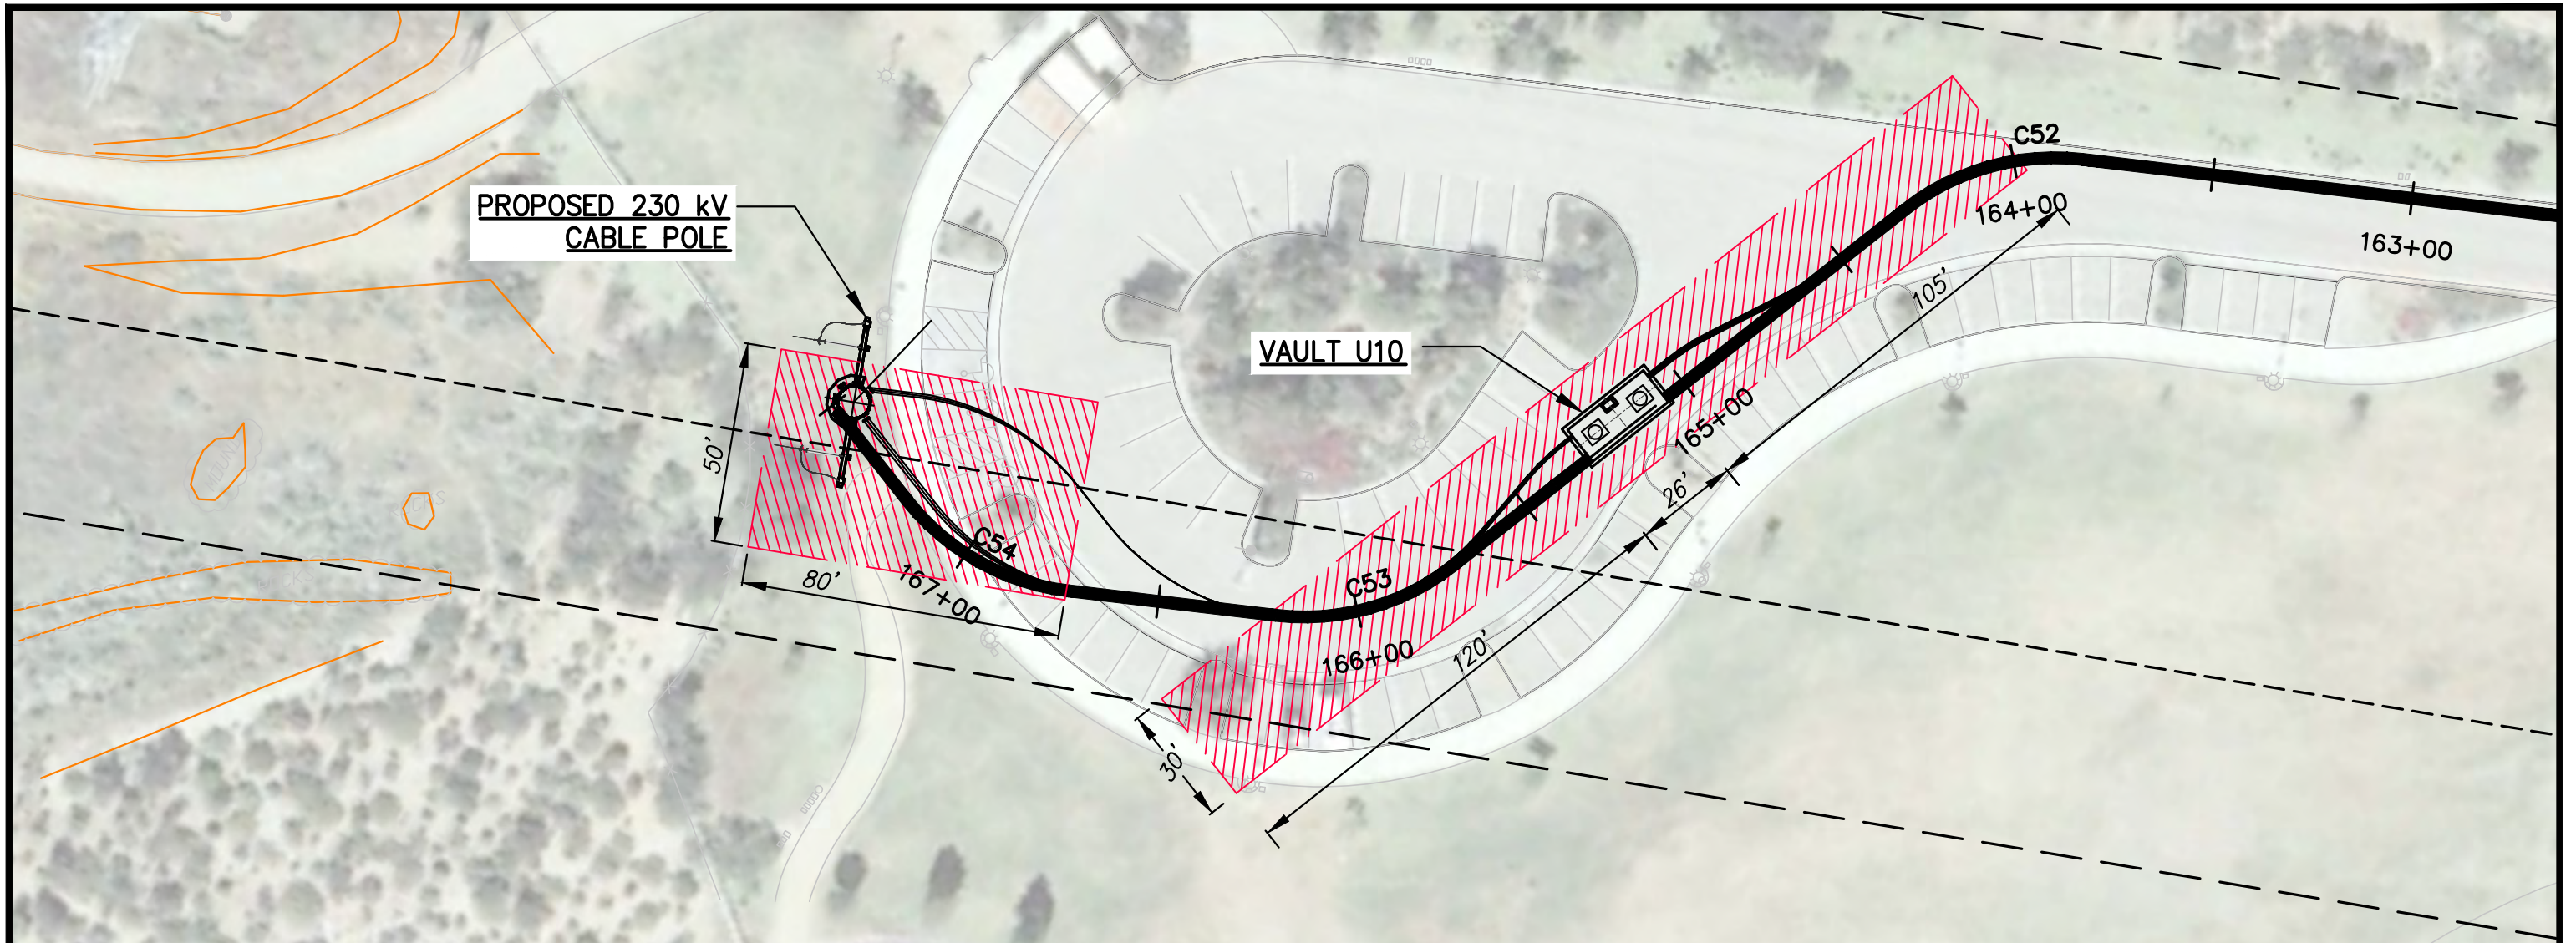 PROPOSED 230 kV
CABLE POLE
VAULT U10
C52
164+00
163+00
105'
165+00
26'
50'
80'
C54
167+00
C53
166+00
120'
30'